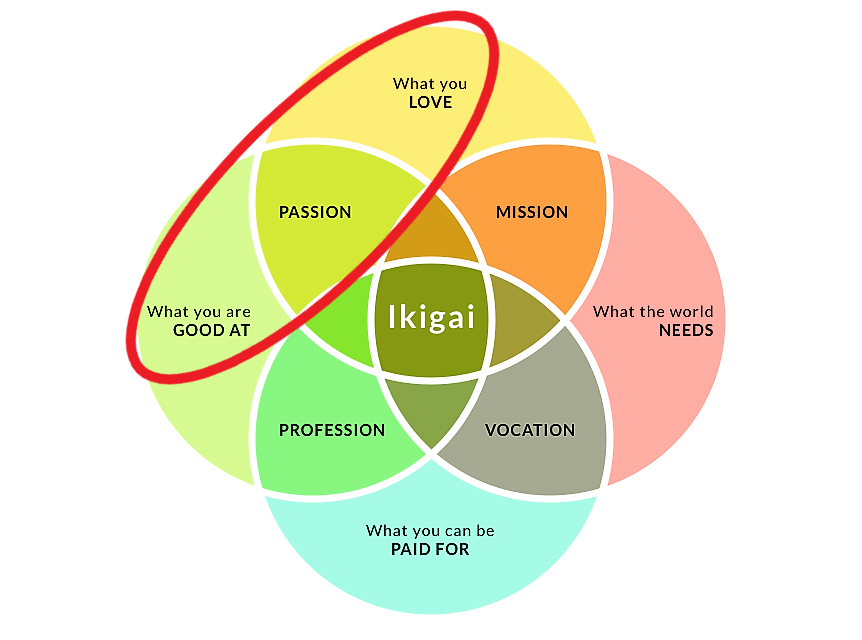 What you
LOVE
PASSION
MISSION
What you are
GOOD AT
Ikigai
What the world
NEEDS
PROFESSION
VOCATION
What you can be
PAID FOR